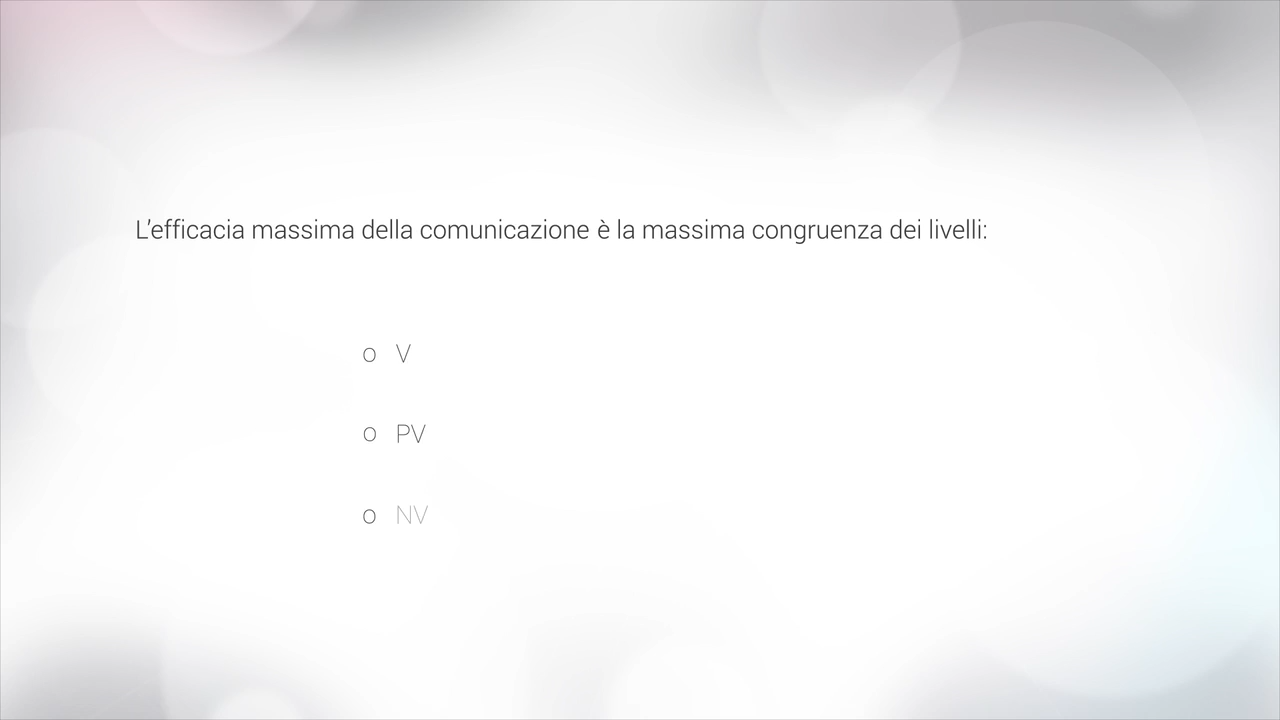 L'efficacia massima della comunicazione è la massima congruenza dei livelli:
o V
o PV
o NV